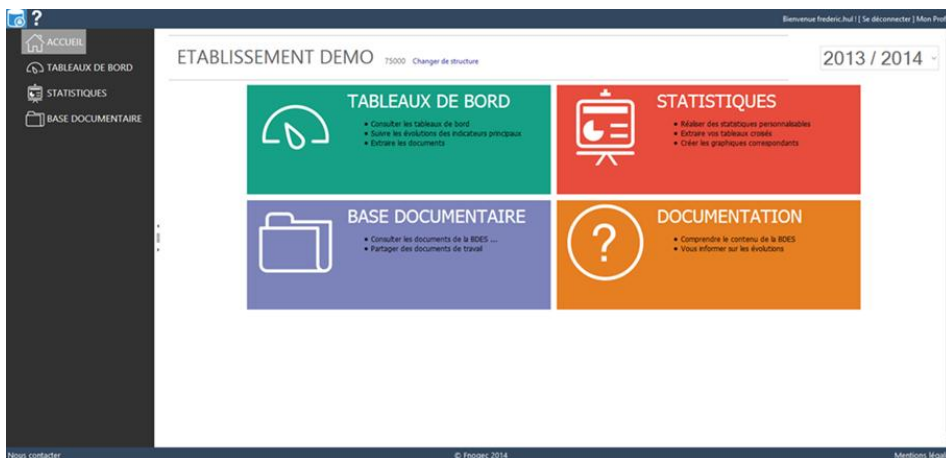 ?
Bienvenue frederic.hul ! [ Se déconnecter ] Mon Prof
ACCUEIL
TABLEAUX DE BORD
STATISTIQUES
BASE DOCUMENTAIRE
ETABLISSEMENT DEMO 75000 Changer de structure
2013 / 2014
TABLEAUX DE BORD
• Consulter les tableaux de bord
• Suivre les évolutions des indicateurs principaux
• Extraire les documents
STATISTIQUES
• Réaliser des statistiques personnalisables
• Extraire vos tableaux croisés
• Créer les graphiques correspondants
BASE DOCUMENTAIRE
• Consulter les documents de la BDES ...
• Partager des documents de travail
?
DOCUMENTATION
• Comprendre le contenu de la BDES
• Vous informer sur les évolutions
Nous contacter
© Fnogec 2014
Mentions légal